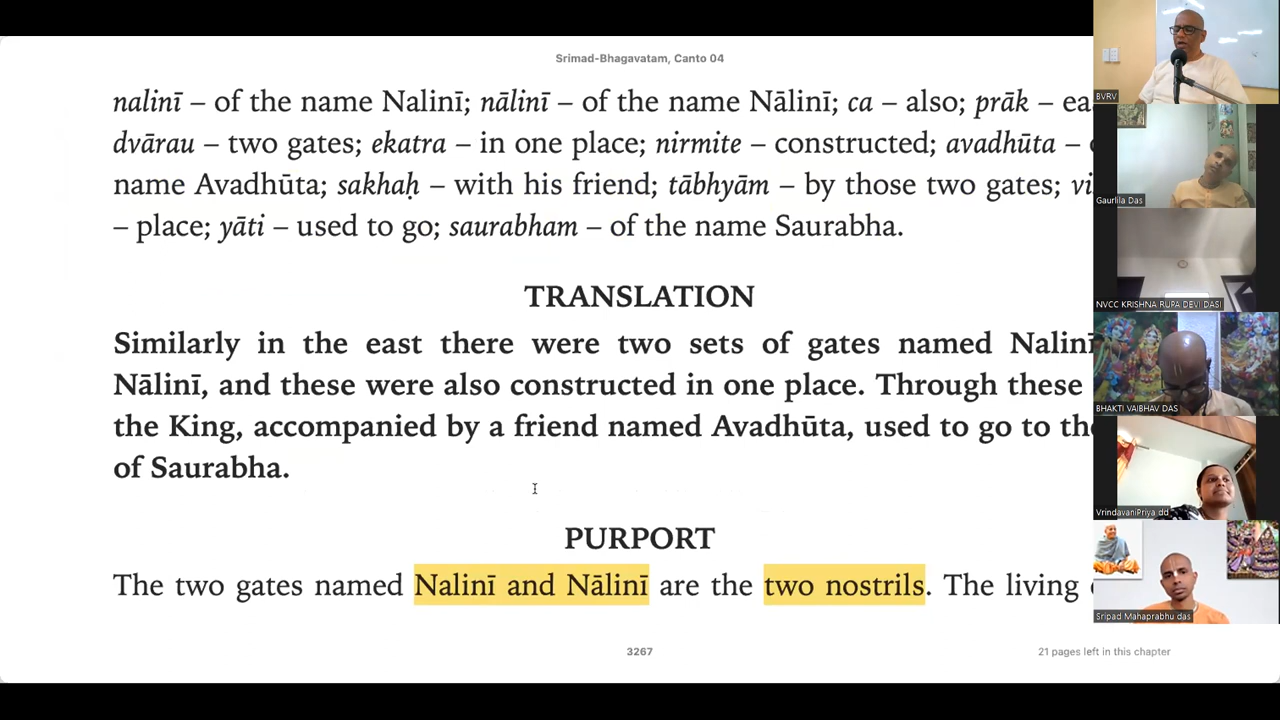 Srimad-Bhagavatam, Canto 04
nalinī – of the name Nalinī; nālinī – of the name Nālinī; ca – also; prāk –
dvārau – two gates; ekatra – in one place; nirmite – constructed; avadhūta –
name Avadhūta; sakhaḥ – with his friend; tābhyām – by those two gates;
– place; yāti – used to go; saurabham – of the name Saurabha.
TRANSLATION
Similarly in the east there were two sets of gates named Nalinī
Nālinī, and these were also constructed in one place. Through these
the King, accompanied by a friend named Avadhūta, used to go to
of Saurabha.
PURPORT
The two gates named Nalinī and Nālinī are the two nostrils. The living
3267
21 pages left in this chapter
BVRV
Gaurlila Das
NVCC KRISHNA RUPA DEVI DASI
BHAKTI VAIBHAV DAS
VrindavaniPriya dd
Sripad Mahaprabhu das